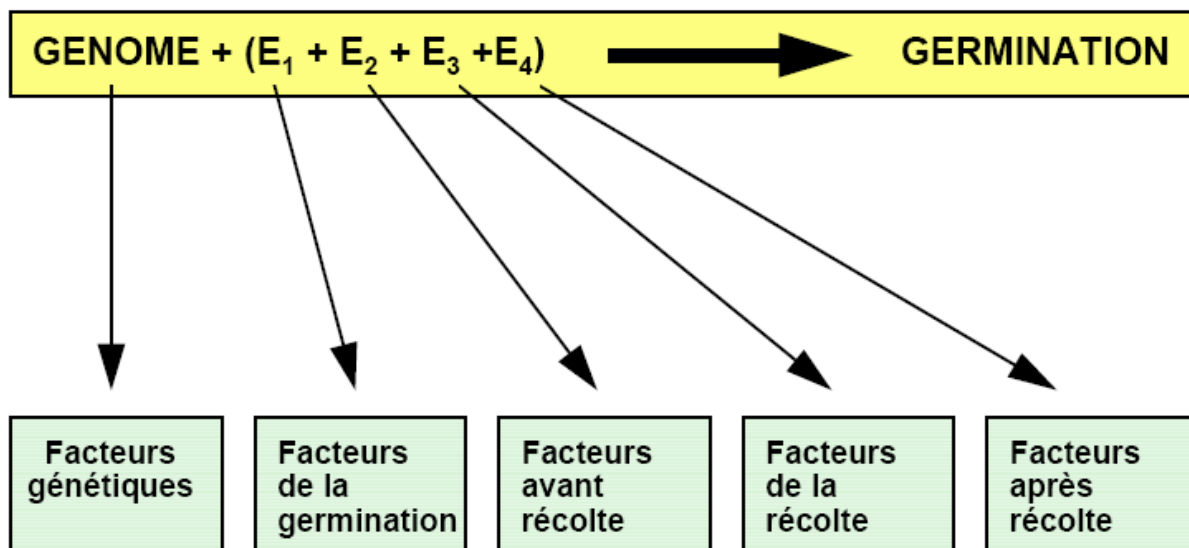 GENOME + (E₁ + E₂ + E₃ +E₄) GERMINATION
Facteurs
génétiques
Facteurs
de la
germination
Facteurs
avant
récolte
Facteurs
de la
récolte
Facteurs
après
récolte